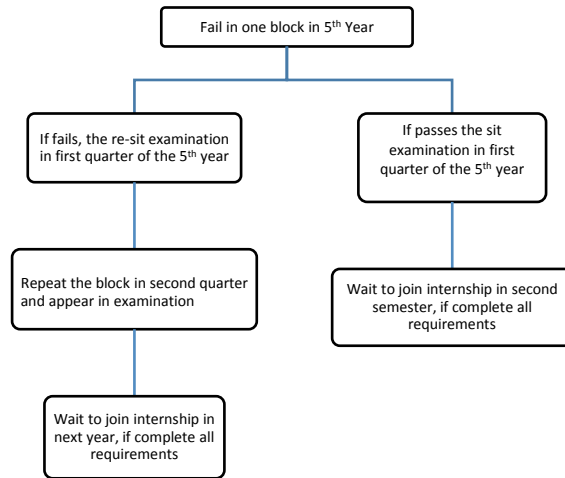 Fail in one block in 5th Year
If fails, the re-sit examination
in first quarter of the 5th year
If passes the sit
examination in first
quarter of the 5th year
Repeat the block in second quarter
and appear in examination
Wait to join internship in second
semester, if complete all
requirements
Wait to join internship in
next year, if complete all
requirements